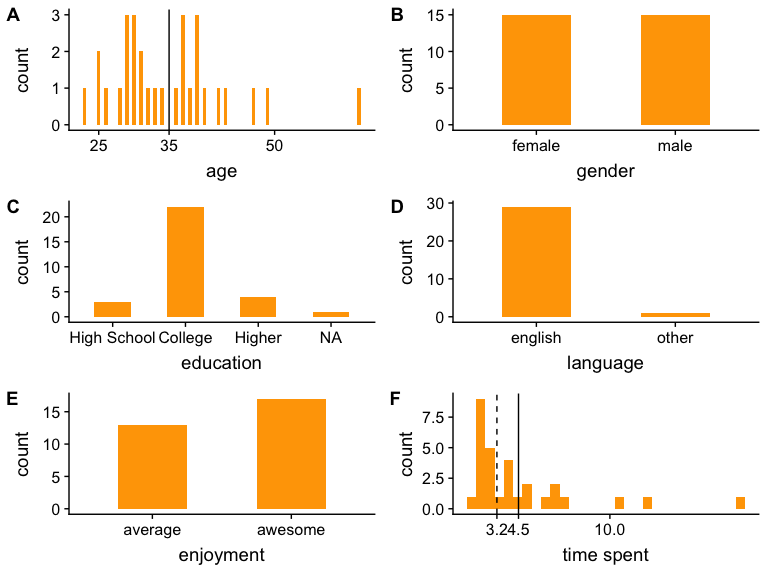 A
count
3
2
1
0
25 35 50
age
B
count
15
10
5
0
female male
gender
C
count
20
15
10
5
0
High School College Higher NA
education
D
count
30
20
10
0
english other
language
E
count
15
10
5
0
average awesome
enjoyment
F
count
7.5
5.0
2.5
0.0
3.24.5 10.0
time spent